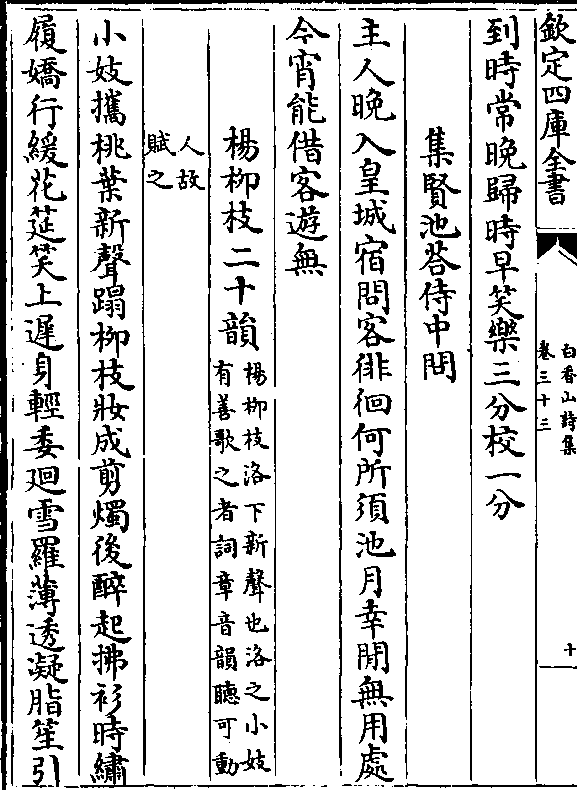 欽定四庫全書
白香山詩集
卷三十三
十
到時常晚歸時早笑樂三分校一分
集賢池荅侍中問
主人晚入皇城宿問客徘徊何所須池月幸閒無用處
今宵能借客遊無
楊柳枝二十韻
楊柳枝洛下新聲也洛之小妓
有善歌之者詞章音韻聽可動
人故
賦之
小妓攜桃葉新聲蹋柳枝妝成剪燭後醉起拂衫時繡
履嬌行緩花筵笑上遲身輕委迴雪羅薄透凝脂笙引